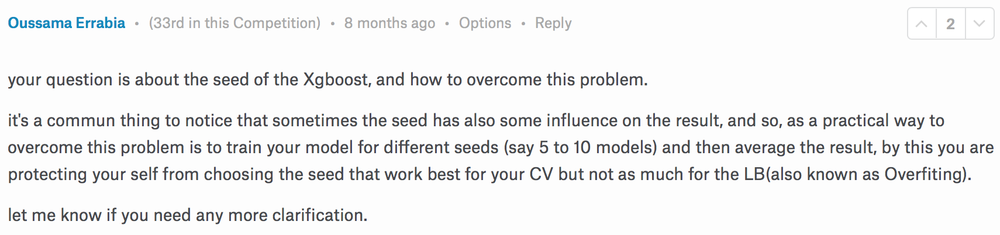 Oussama Errabia • (33rd in this Competition) • 8 months ago • Options • Reply
2
your question is about the seed of the Xgboost, and how to overcome this problem.
it's a commun thing to notice that sometimes the seed has also some influence on the result, and so, as a practical way to
overcome this problem is to train your model for different seeds (say 5 to 10 models) and then average the result, by this you are
protecting your self from choosing the seed that work best for your CV but not as much for the LB(also known as Overfiting).
let me know if you need any more clarification.